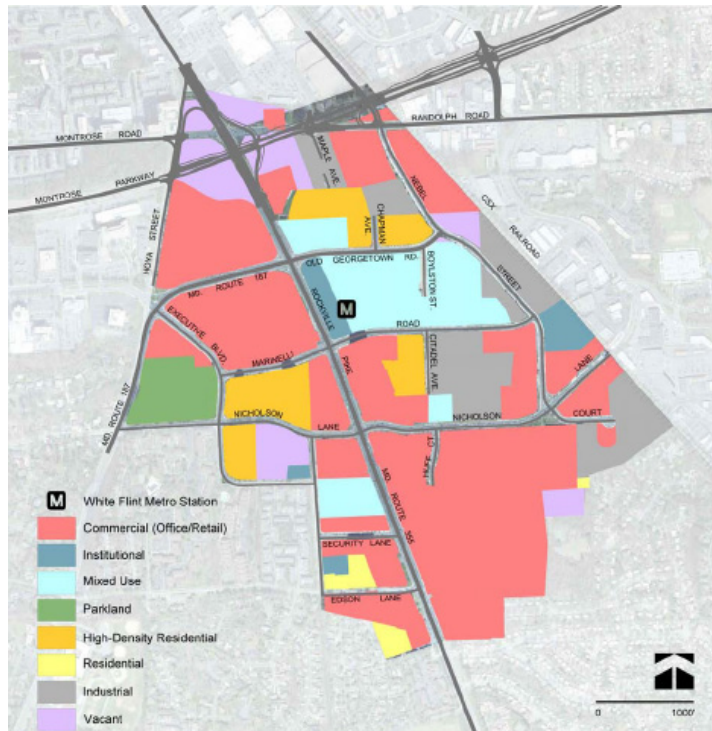 MONTROSE ROAD
RANDOLPH ROAD
MONTROSE PARKWAY
MAPLE AVE.
NEBEL STREET
CSX RAILROAD
HOYA STREET
CHAPMAN AVE.
OLD GEORGETOWN RD.
BOYLSTON ST.
MD. ROUTE 187
EXECUTIVE BLVD.
ROCKVILLE PIKE
M
MARINELLI ROAD
CITADEL AVE.
MD. ROUTE 187
NICHOLSON LANE
NICHOLSON LANE
COURT
HUFF CT
MD. ROUTE 355
SECURITY LANE
EDSON LANE
M White Flint Metro Station
Commercial (Office/Retail)
Institutional
Mixed Use
Parkland
High-Density Residential
Residential
Industrial
Vacant
0 1000'